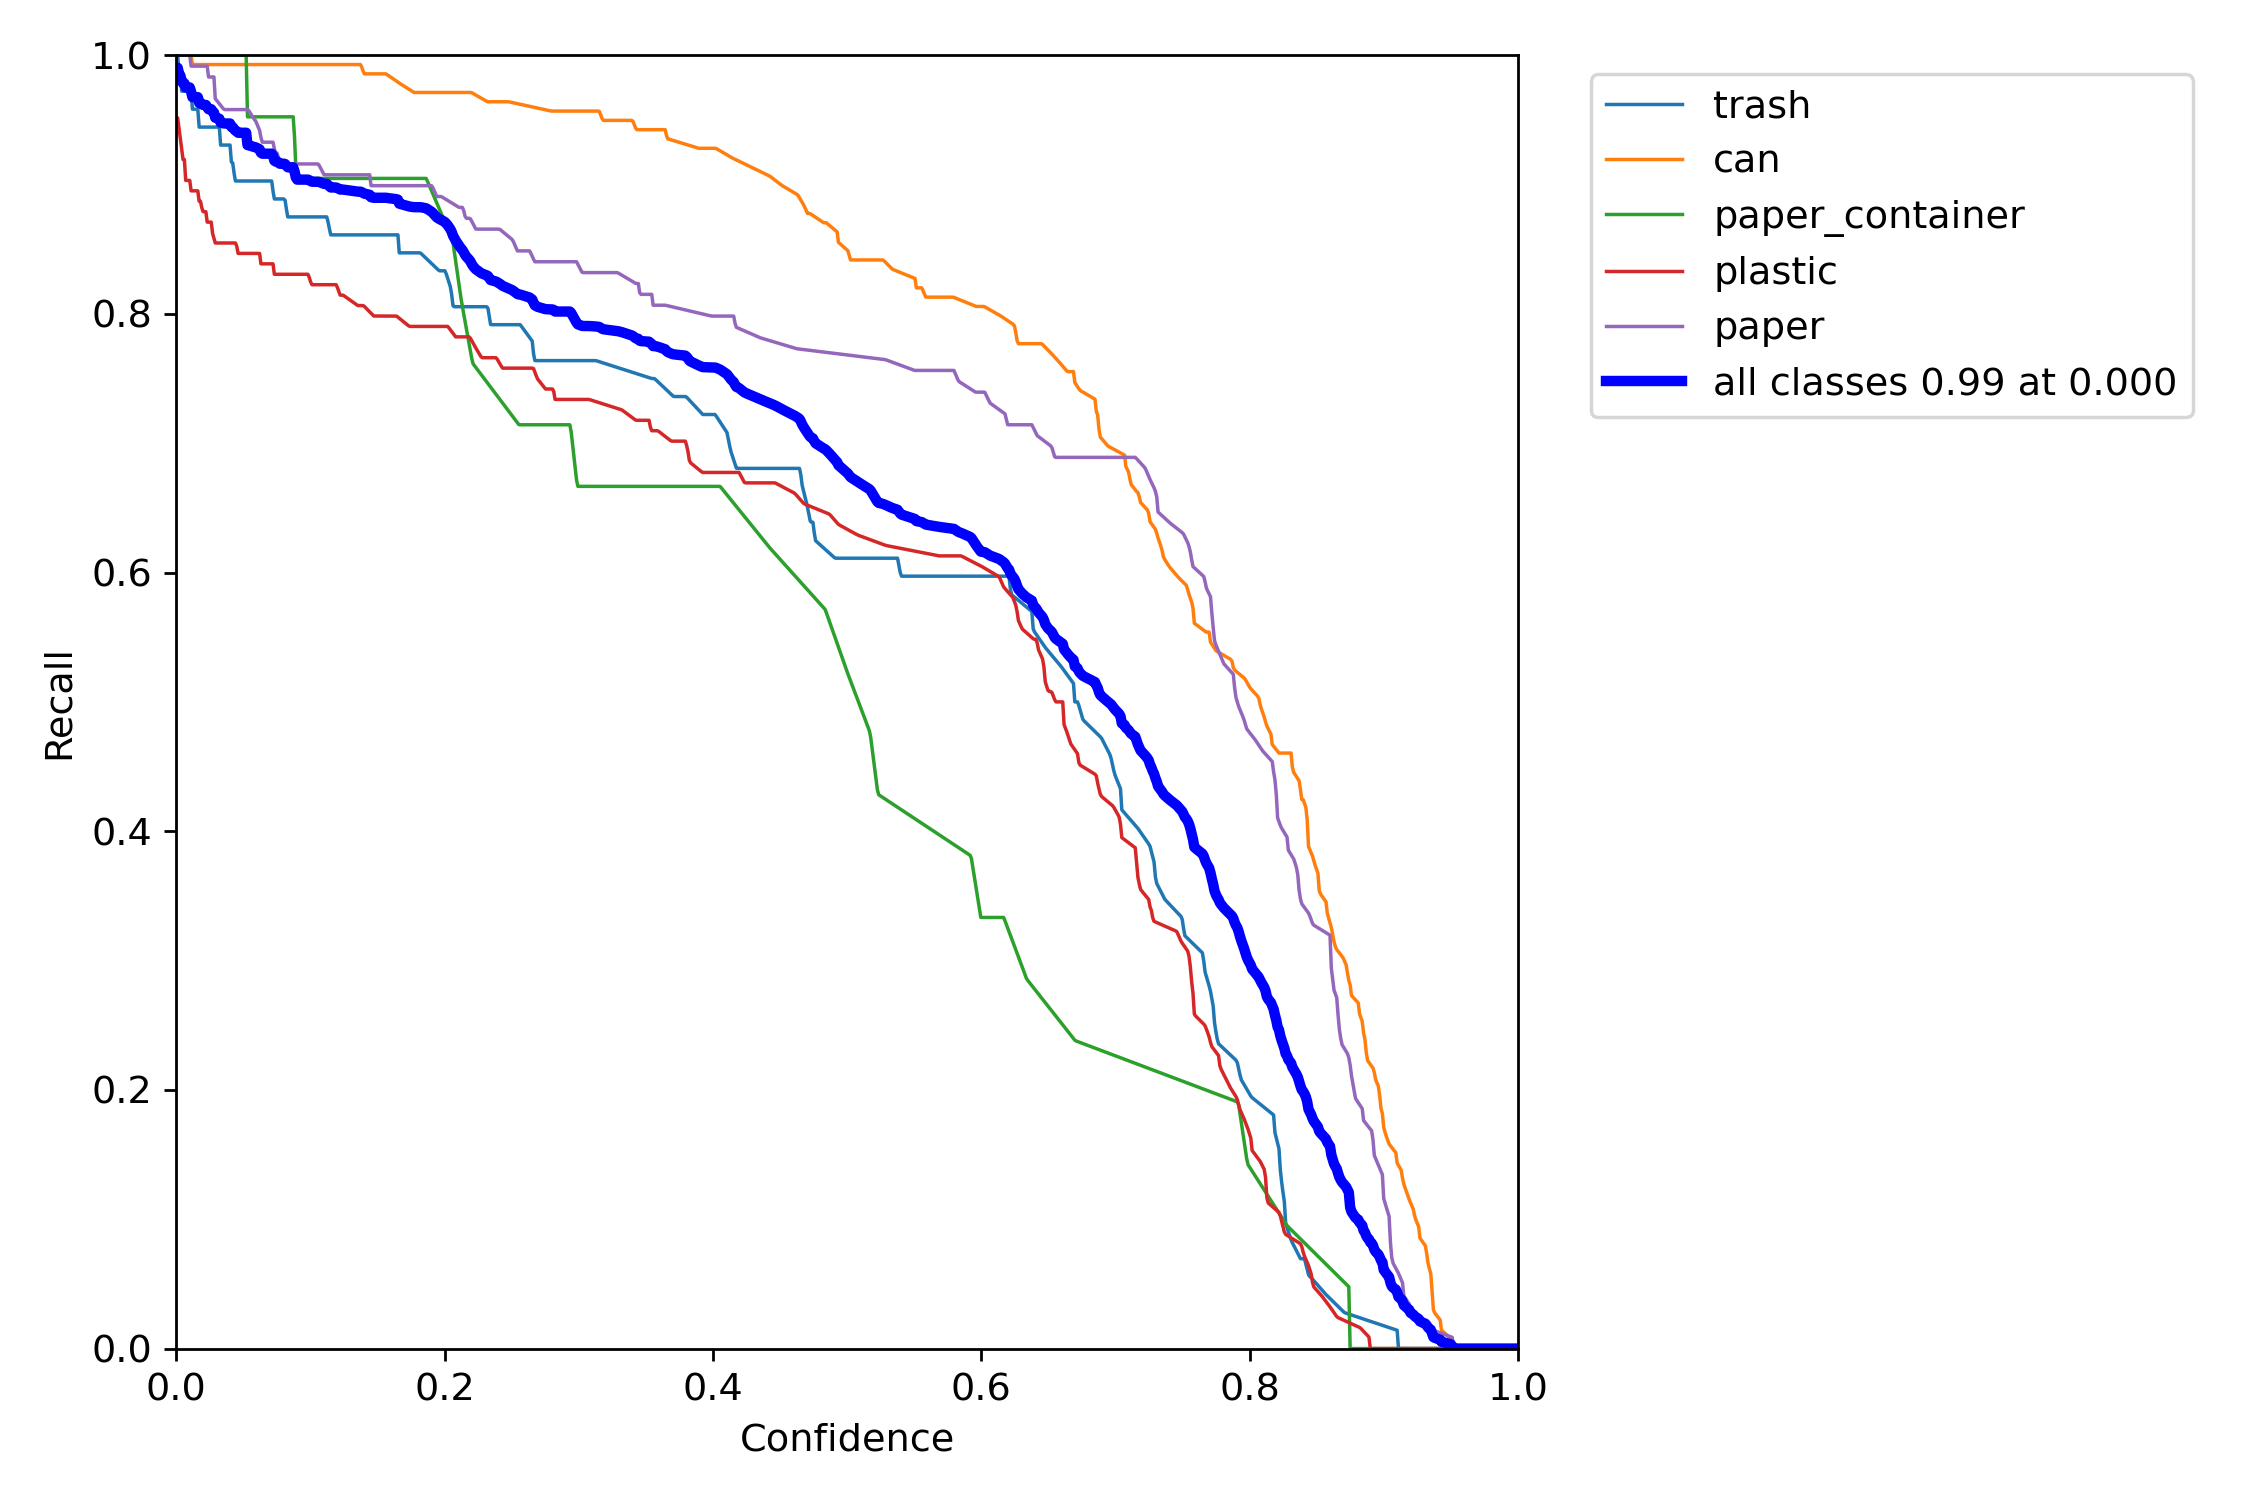 1.0
0.8
0.6
0.4
0.2
0.0
Recall
0.0 0.2 0.4 0.6 0.8 1.0
Confidence
trash
can
paper_container
plastic
paper
all classes 0.99 at 0.000